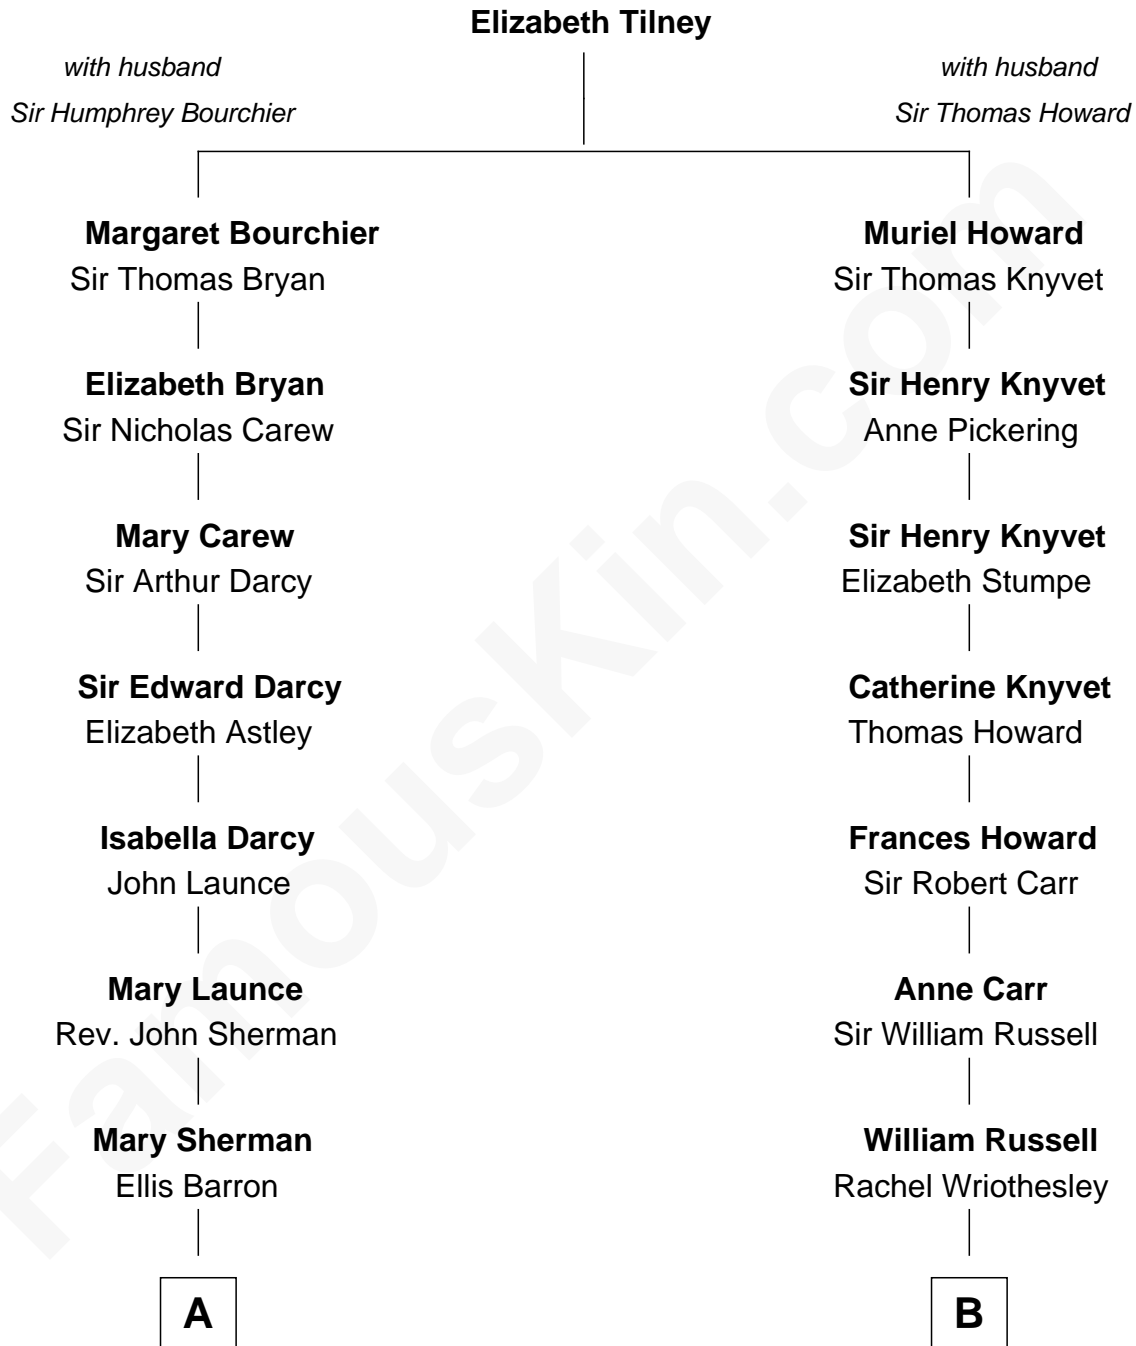 Elizabeth Tilney
with husband
Sir Humphrey Bourchier
with husband
Sir Thomas Howard
Margaret Bourchier
Sir Thomas Bryan
Muriel Howard
Sir Thomas Knyvet
Elizabeth Bryan
Sir Nicholas Carew
Sir Henry Knyvet
Anne Pickering
Mary Carew
Sir Arthur Darcy
Sir Henry Knyvet
Elizabeth Stumpe
Sir Edward Darcy
Elizabeth Astley
Catherine Knyvet
Thomas Howard
Isabella Darcy
John Launce
Frances Howard
Sir Robert Carr
Mary Launce
Rev. John Sherman
Anne Carr
Sir William Russell
Mary Sherman
Ellis Barron
William Russell
Rachel Wriothesley
A
B
FamousKin.com